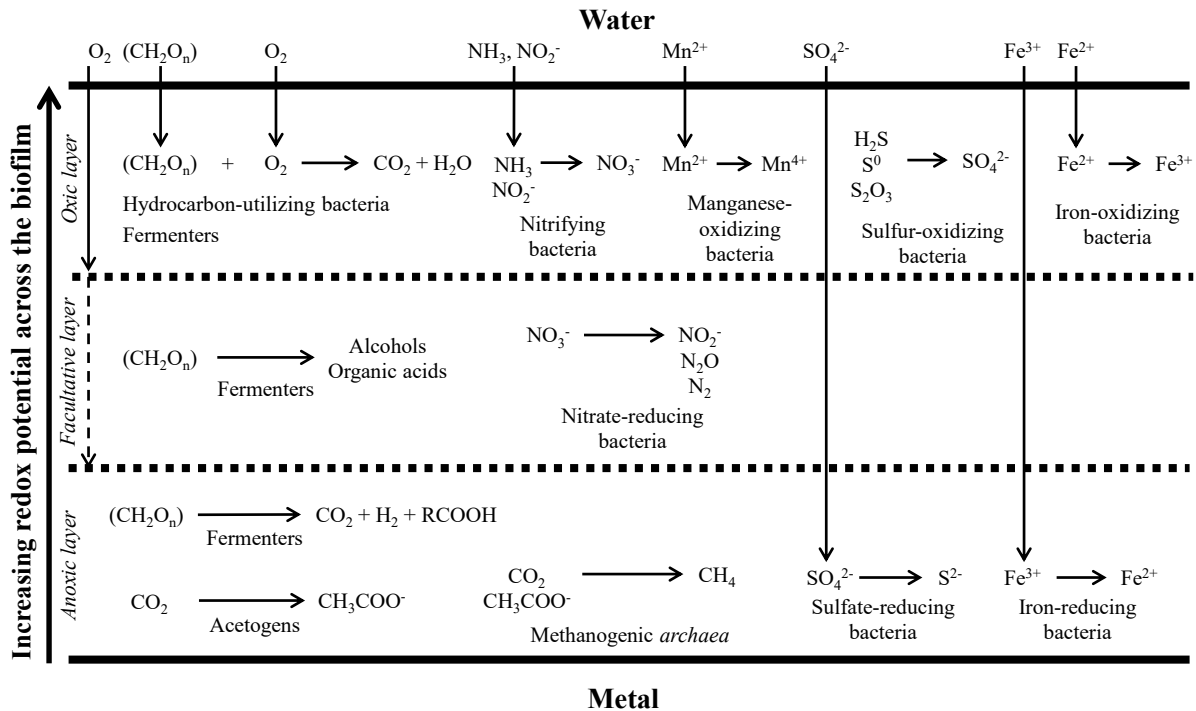 Water
O₂ (CH₂Oₙ) O₂ NH₃, NO₂⁻ Mn²⁺ SO₄²⁻ Fe³⁺ Fe²⁺
Increasing redox potential across the biofilm
Oxic layer
(CH₂Oₙ) + O₂ CO₂ + H₂O
Hydrocarbon-utilizing bacteria
Fermenters
NH₃ NO₃⁻
NO₂⁻
Nitrifying
bacteria
Mn²⁺ Mn⁴⁺
Manganese-
oxidizing
bacteria
H₂S
S⁰ SO₄²⁻
S₂O₃
Sulfur-oxidizing
bacteria
Fe²⁺ Fe³⁺
Iron-oxidizing
bacteria
Facultative layer
(CH₂Oₙ)
Fermenters
Alcohols
Organic acids
NO₃⁻ NO₂⁻
N₂O
N₂
Nitrate-reducing
bacteria
Anoxic layer
(CH₂Oₙ) CO₂ + H₂ + RCOOH
Fermenters
CO₂ CH₃COO⁻
Acetogens
CO₂ CH₄
CH₃COO⁻
Methanogenic archaea
SO₄²⁻ S²⁻
Sulfate-reducing
bacteria
Fe³⁺ Fe²⁺
Iron-reducing
bacteria
Metal